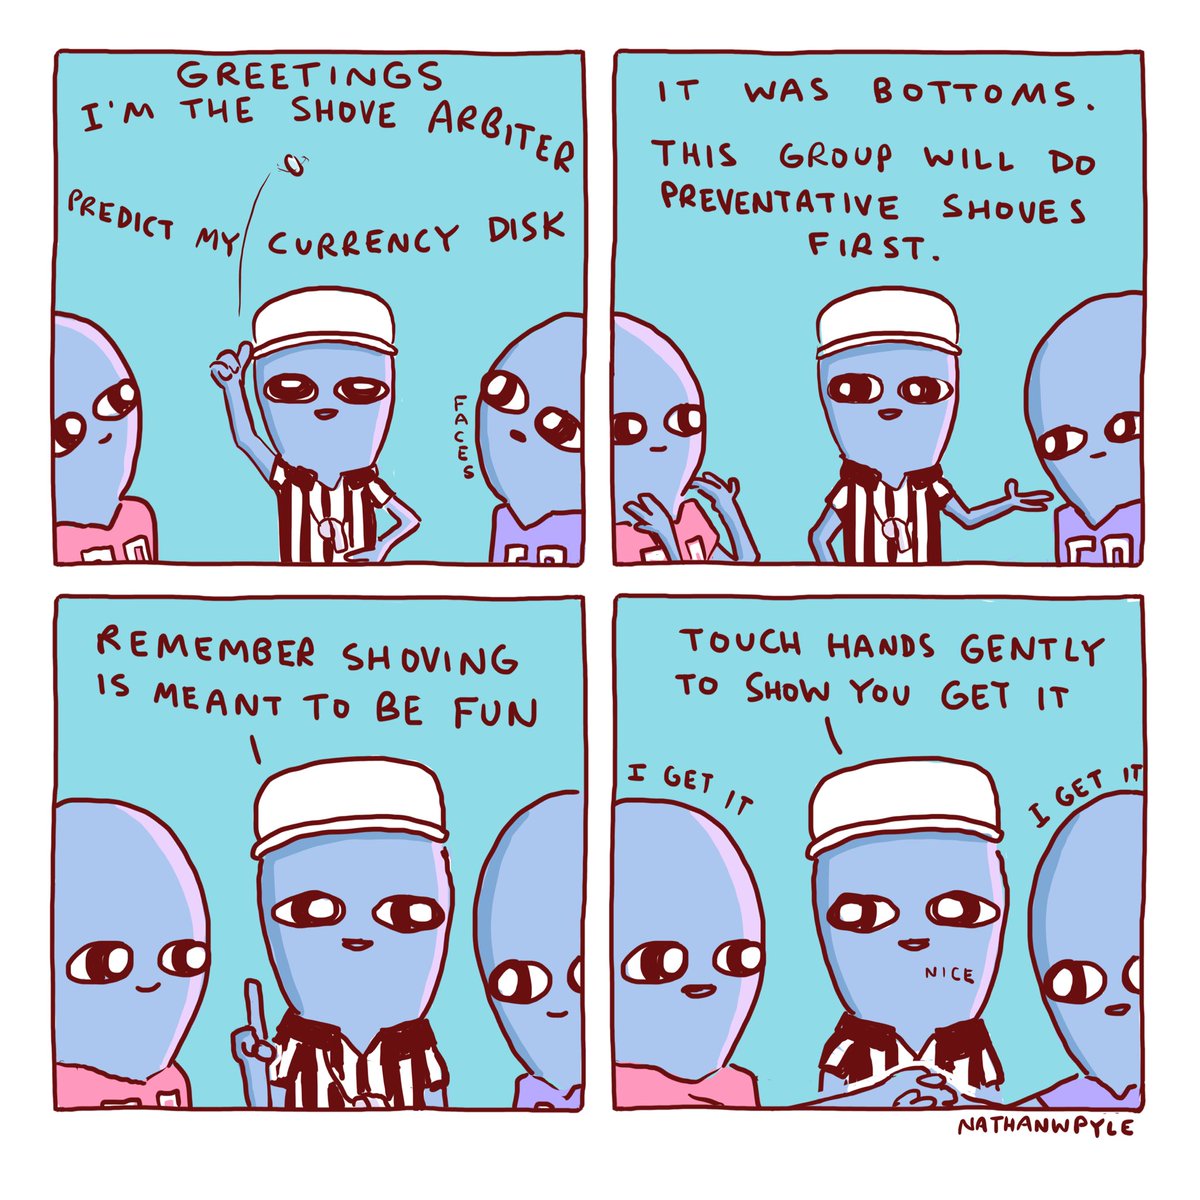 GREETINGS
I'M THE SHOVE ARBITER
PREDICT MY CURRENCY DISK
FACES
IT WAS BOTTOMS.
THIS GROUP WILL DO
PREVENTATIVE SHOVES
FIRST.
REMEMBER SHOVING
IS MEANT TO BE FUN
TOUCH HANDS GENTLY
TO SHOW YOU GET IT
I GET IT
I GET IT
NICE
NATHANWPYLE